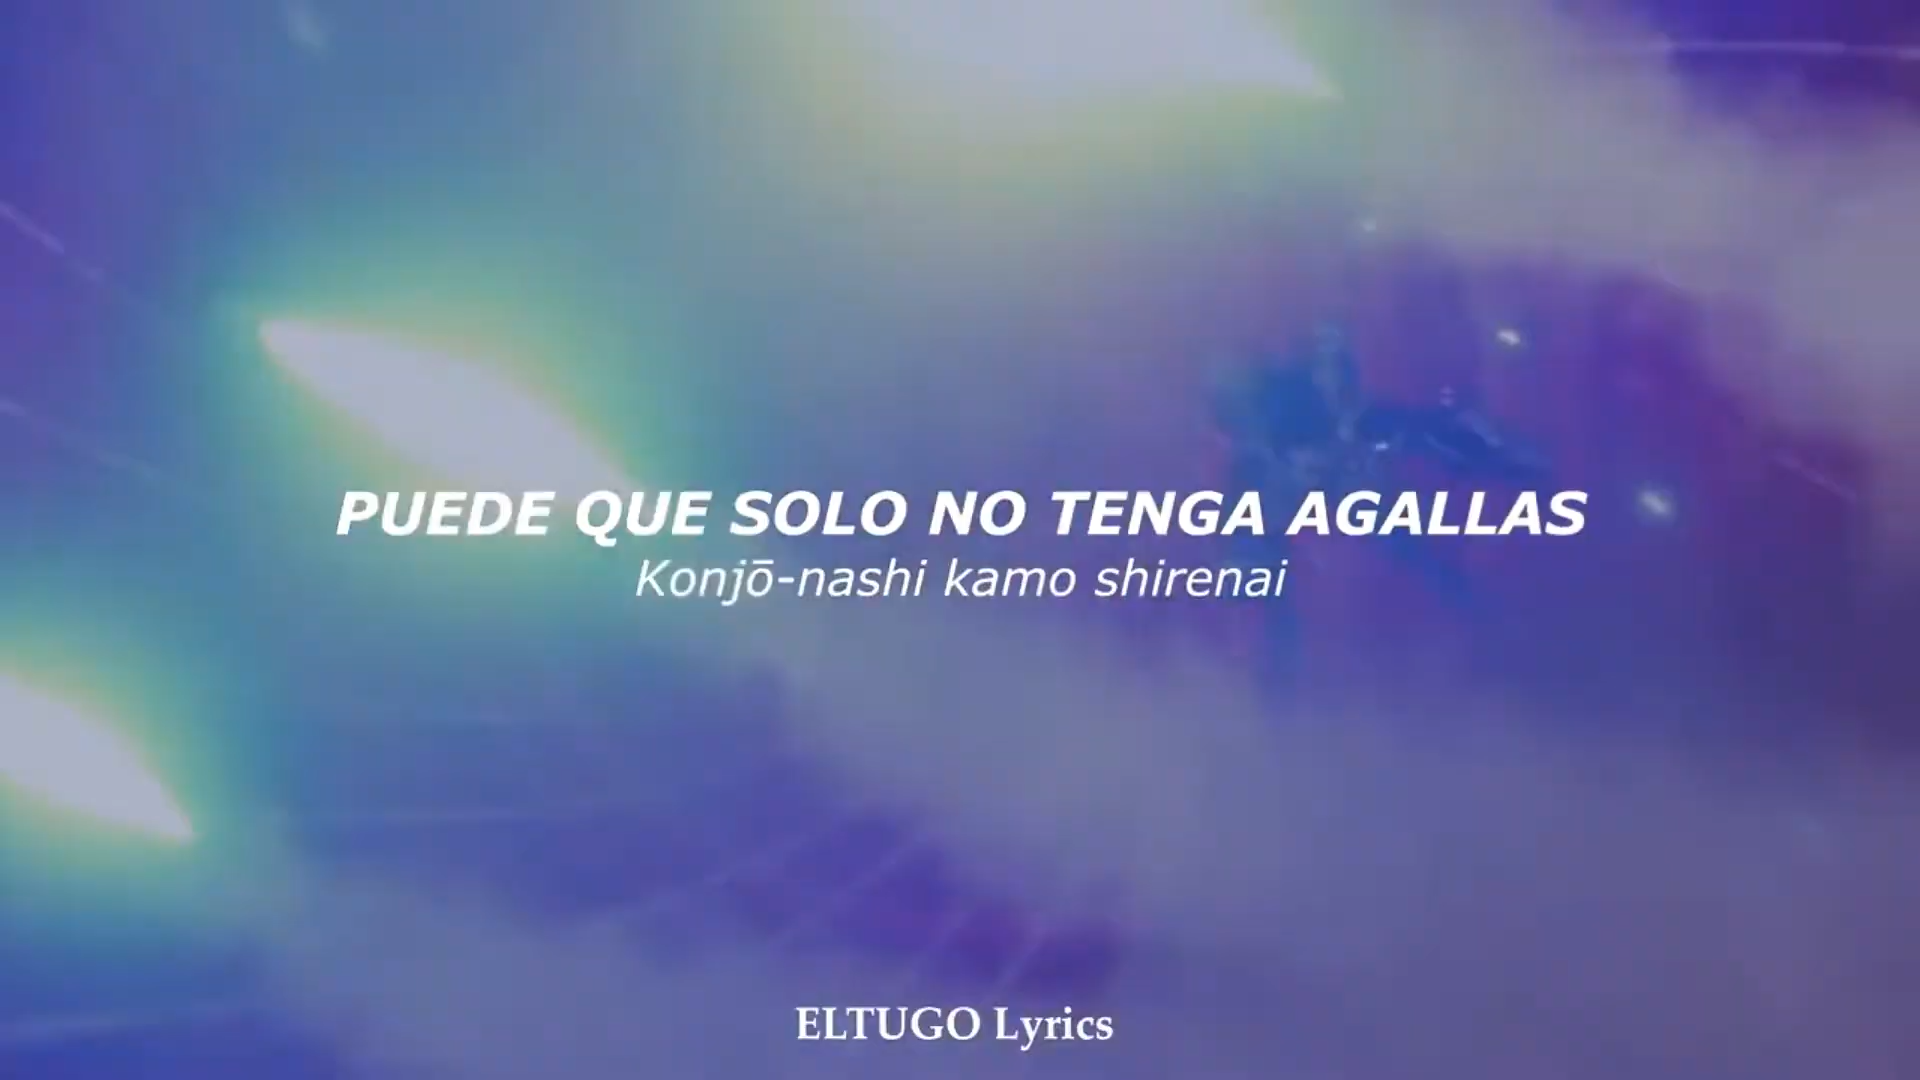 PUEDE QUE SOLO NO TENGA AGALLAS
Konjō-nashi kamo shirenai
ELTUGO Lyrics